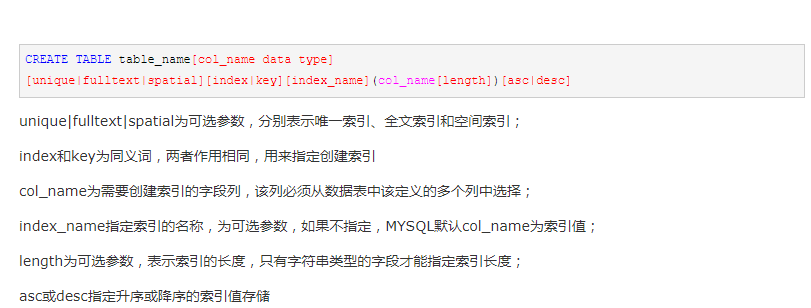 CREATE TABLE table_name[col_name data type]
[unique|fulltext|spatial][index|key][index_name](col_name[length])[asc|desc]
unique|fulltext|spatial为可选参数，分别表示唯一索引、全文索引和空间索引；
index和key为同义词，两者作用相同，用来指定创建索引
col_name为需要创建索引的字段列，该列必须从数据表中该定义的多个列中选择；
index_name指定索引的名称，为可选参数，如果不指定，MYSQL默认col_name为索引值；
length为可选参数，表示索引的长度，只有字符串类型的字段才能指定索引长度；
asc或desc指定升序或降序的索引值存储